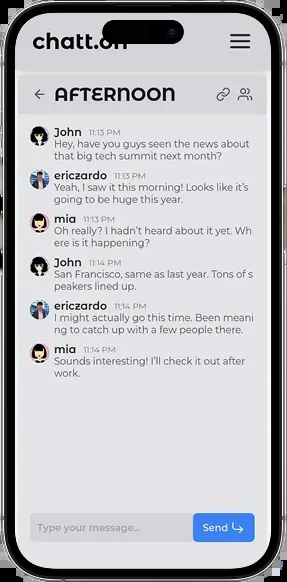 chatt.on
AFTERNOON
John 11:13 PM
Hey, have you guys seen the news about
that big tech summit next month?
ericzardo 11:13 PM
Yeah, I saw it this morning! Looks like it's
going to be huge this year.
mia 11:13 PM
Oh really? I hadn't heard about it yet. Wh
ere is it happening?
John 11:14 PM
San Francisco, same as last year. Tons of s
peakers lined up.
ericzardo 11:14 PM
I might actually go this time. Been meani
ng to catch up with a few people there.
mia 11:14 PM
Sounds interesting! I'll check it out after
work.
Type your message...
Send